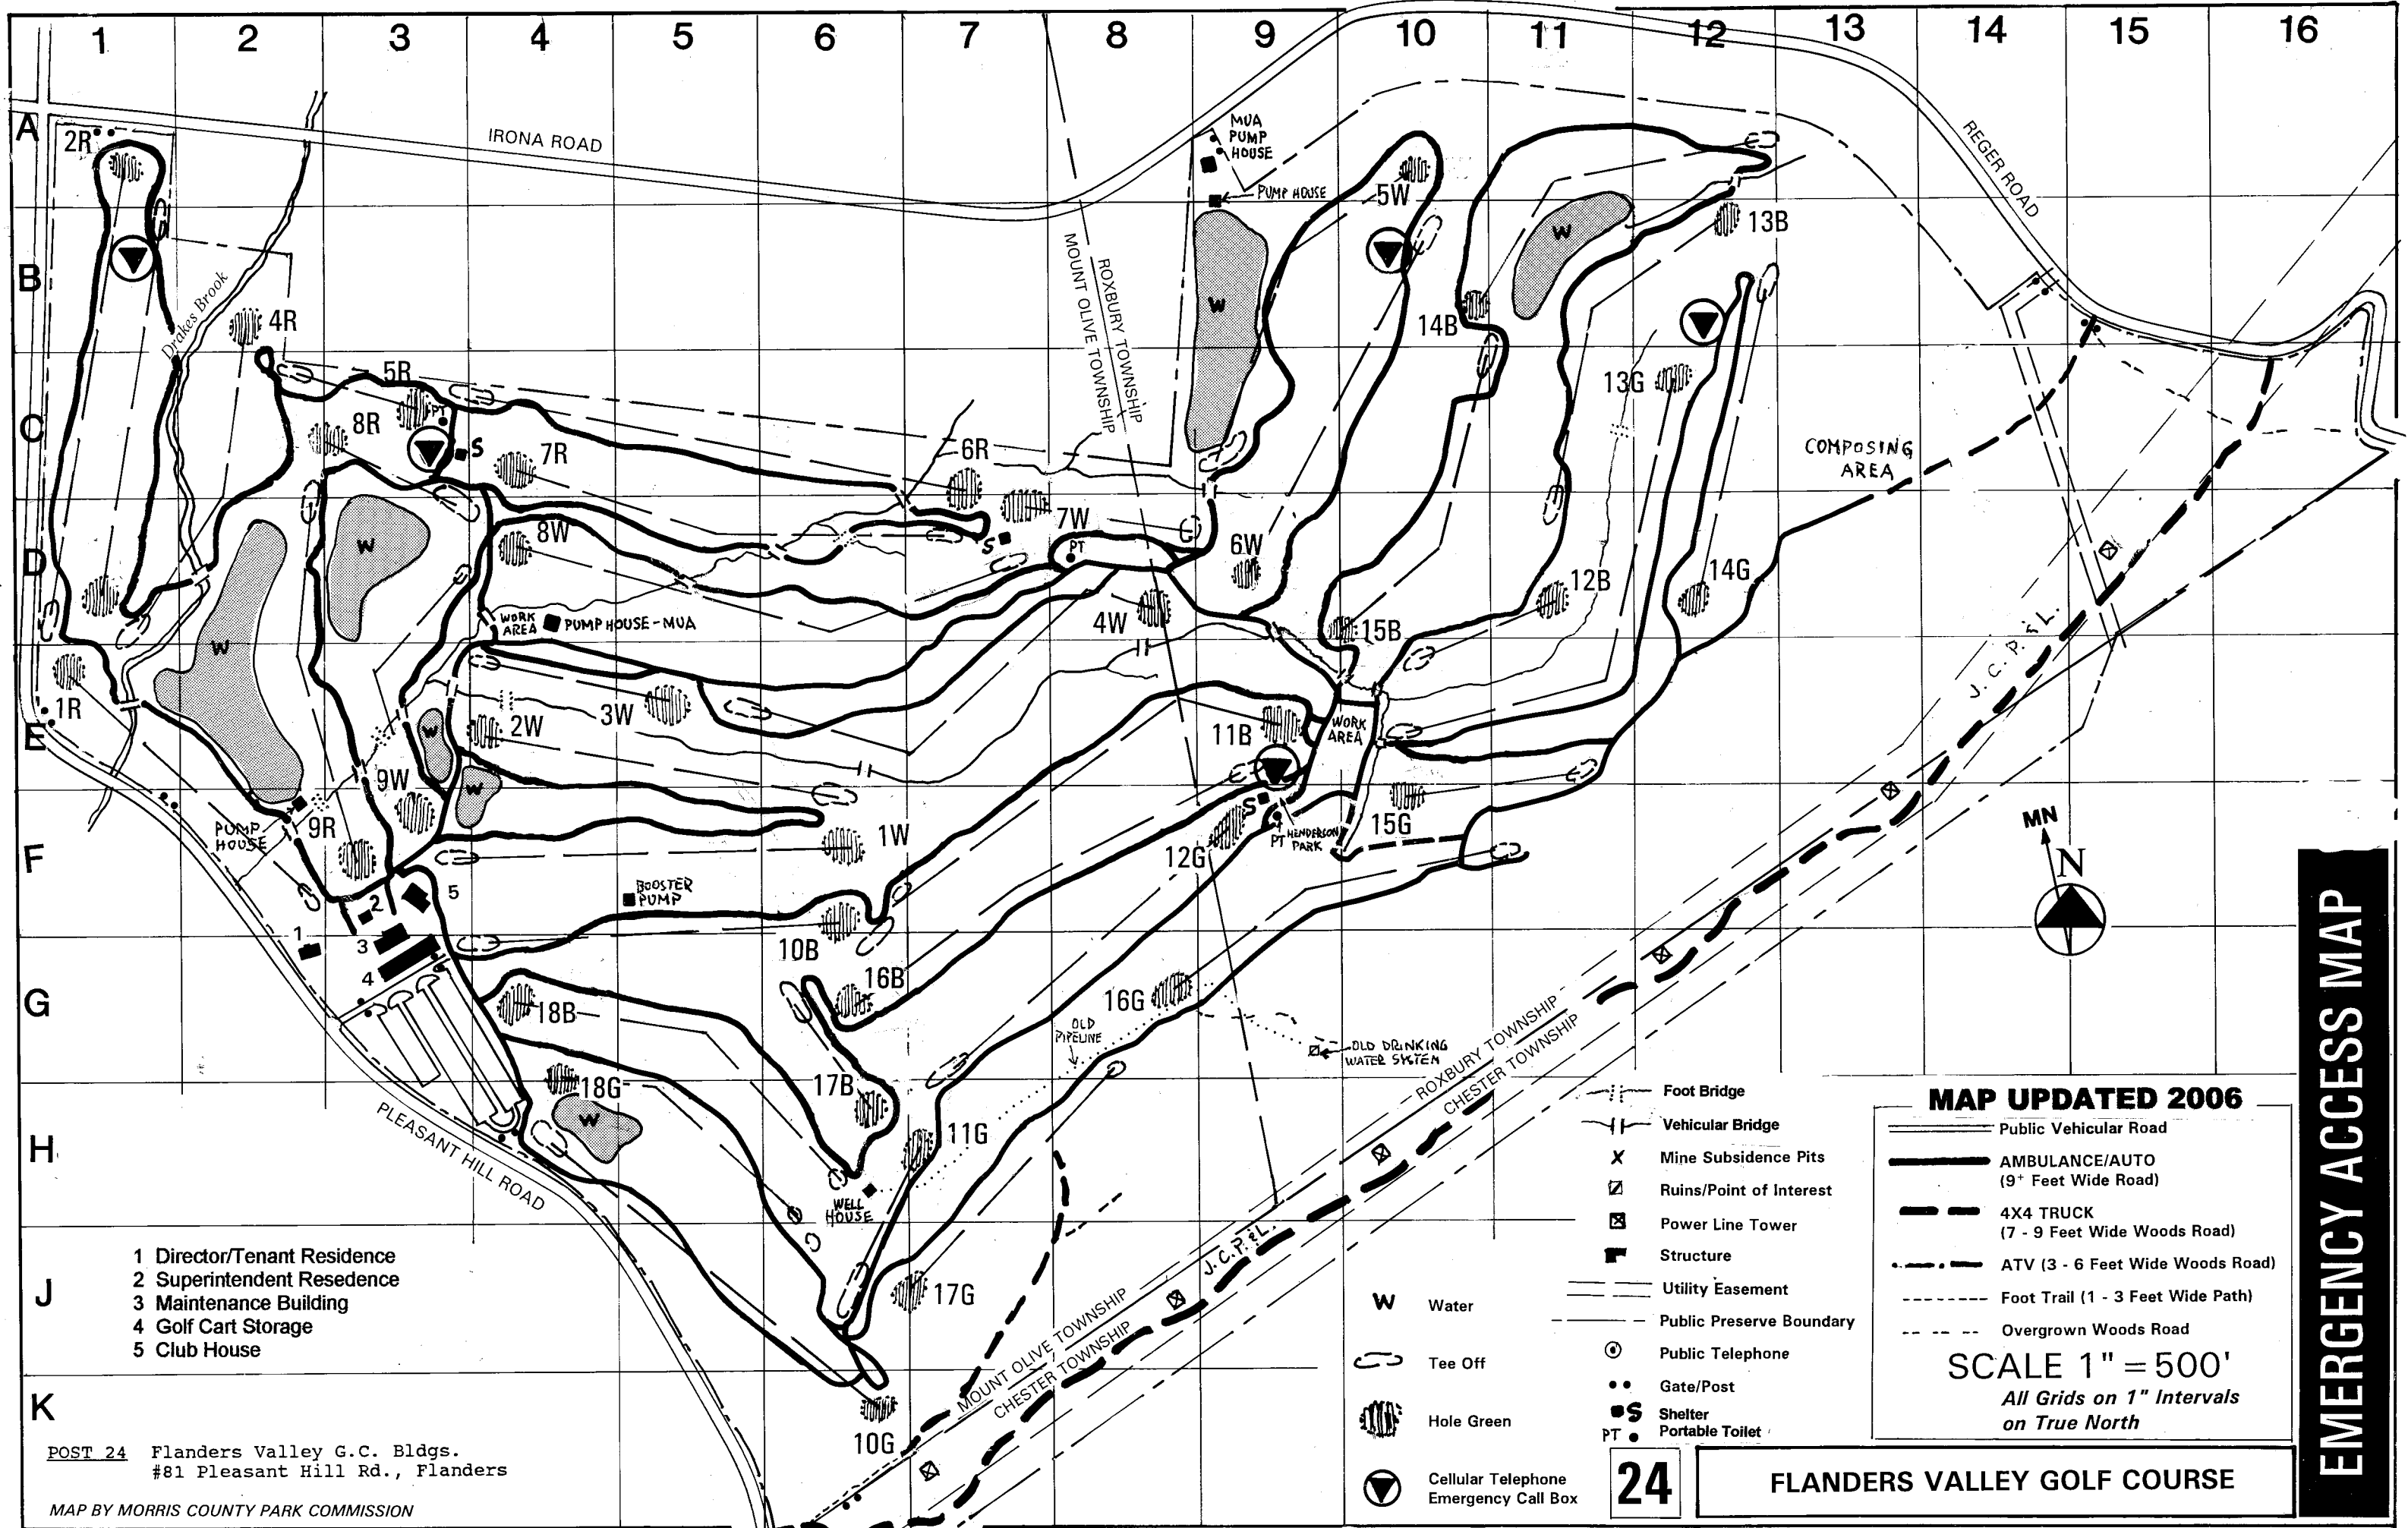 1 2 3 4 5 6 7 8 9 10 11 12 13 14 15 16
A
B
C
D
E
F
G
H
J
K
IRONA ROAD
REGER ROAD
PLEASANT HILL ROAD
Drakes Brook
MUA
PUMP
HOUSE
PUMP HOUSE
ROXBURY TOWNSHIP
MOUNT OLIVE TOWNSHIP
2R
4R
5R
8R
PT
S
7R
6R
7W
8W
S
PT
5W
14B
13B
13G
6W
4W
15B
12B
14G
W
W
W
W
W
W
W
COMPOSING
AREA
WORK
AREA
PUMP HOUSE - MUA
1R
2W
3W
9W
11B
WORK
AREA
PUMP
HOUSE
9R
1W
12G
S
PT
HENDERSON
PARK
15G
BOOSTER
PUMP
1
2
3
4
5
10B
16B
18B
16G
OLD
PIPELINE
OLD DRINKING
WATER SYSTEM
18G
17B
11G
WELL
HOUSE
17G
10G
J.C.P.&L.
J.C.P.&L.
ROXBURY TOWNSHIP
CHESTER TOWNSHIP
MOUNT OLIVE TOWNSHIP
CHESTER TOWNSHIP
MN
N
1 Director/Tenant Residence
2 Superintendent Resedence
3 Maintenance Building
4 Golf Cart Storage
5 Club House
POST 24 Flanders Valley G.C. Bldgs.
#81 Pleasant Hill Rd., Flanders
MAP BY MORRIS COUNTY PARK COMMISSION
W Water
Tee Off
Hole Green
Cellular Telephone
Emergency Call Box
Foot Bridge
Vehicular Bridge
X Mine Subsidence Pits
Ruins/Point of Interest
Power Line Tower
Structure
Utility Easement
Public Preserve Boundary
Public Telephone
Gate/Post
S Shelter
PT Portable Toilet
MAP UPDATED 2006
Public Vehicular Road
AMBULANCE/AUTO
(9+ Feet Wide Road)
4X4 TRUCK
(7 - 9 Feet Wide Woods Road)
ATV (3 - 6 Feet Wide Woods Road)
Foot Trail (1 - 3 Feet Wide Path)
Overgrown Woods Road
SCALE 1" = 500'
All Grids on 1" Intervals
on True North
24
FLANDERS VALLEY GOLF COURSE
EMERGENCY ACCESS MAP